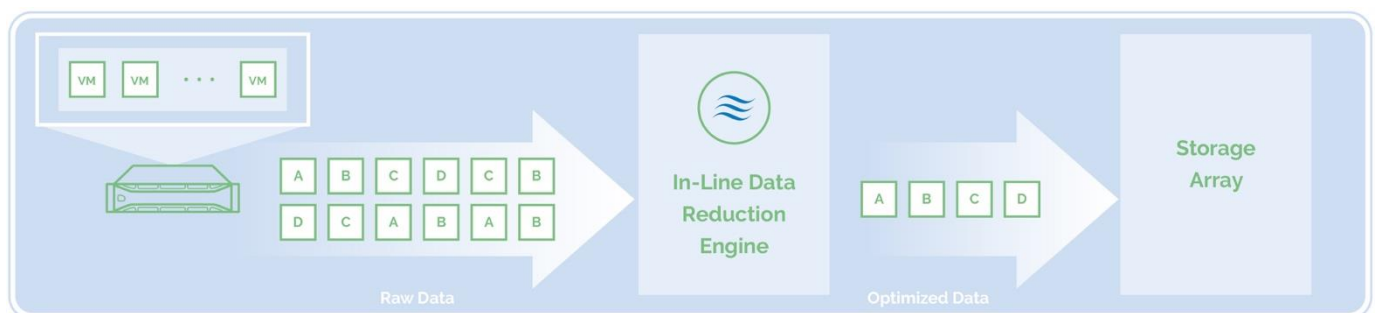 VM VM ... VM
A B C D C B
D C A B A B
Raw Data
In-Line Data
Reduction
Engine
A B C D
Optimized Data
Storage
Array